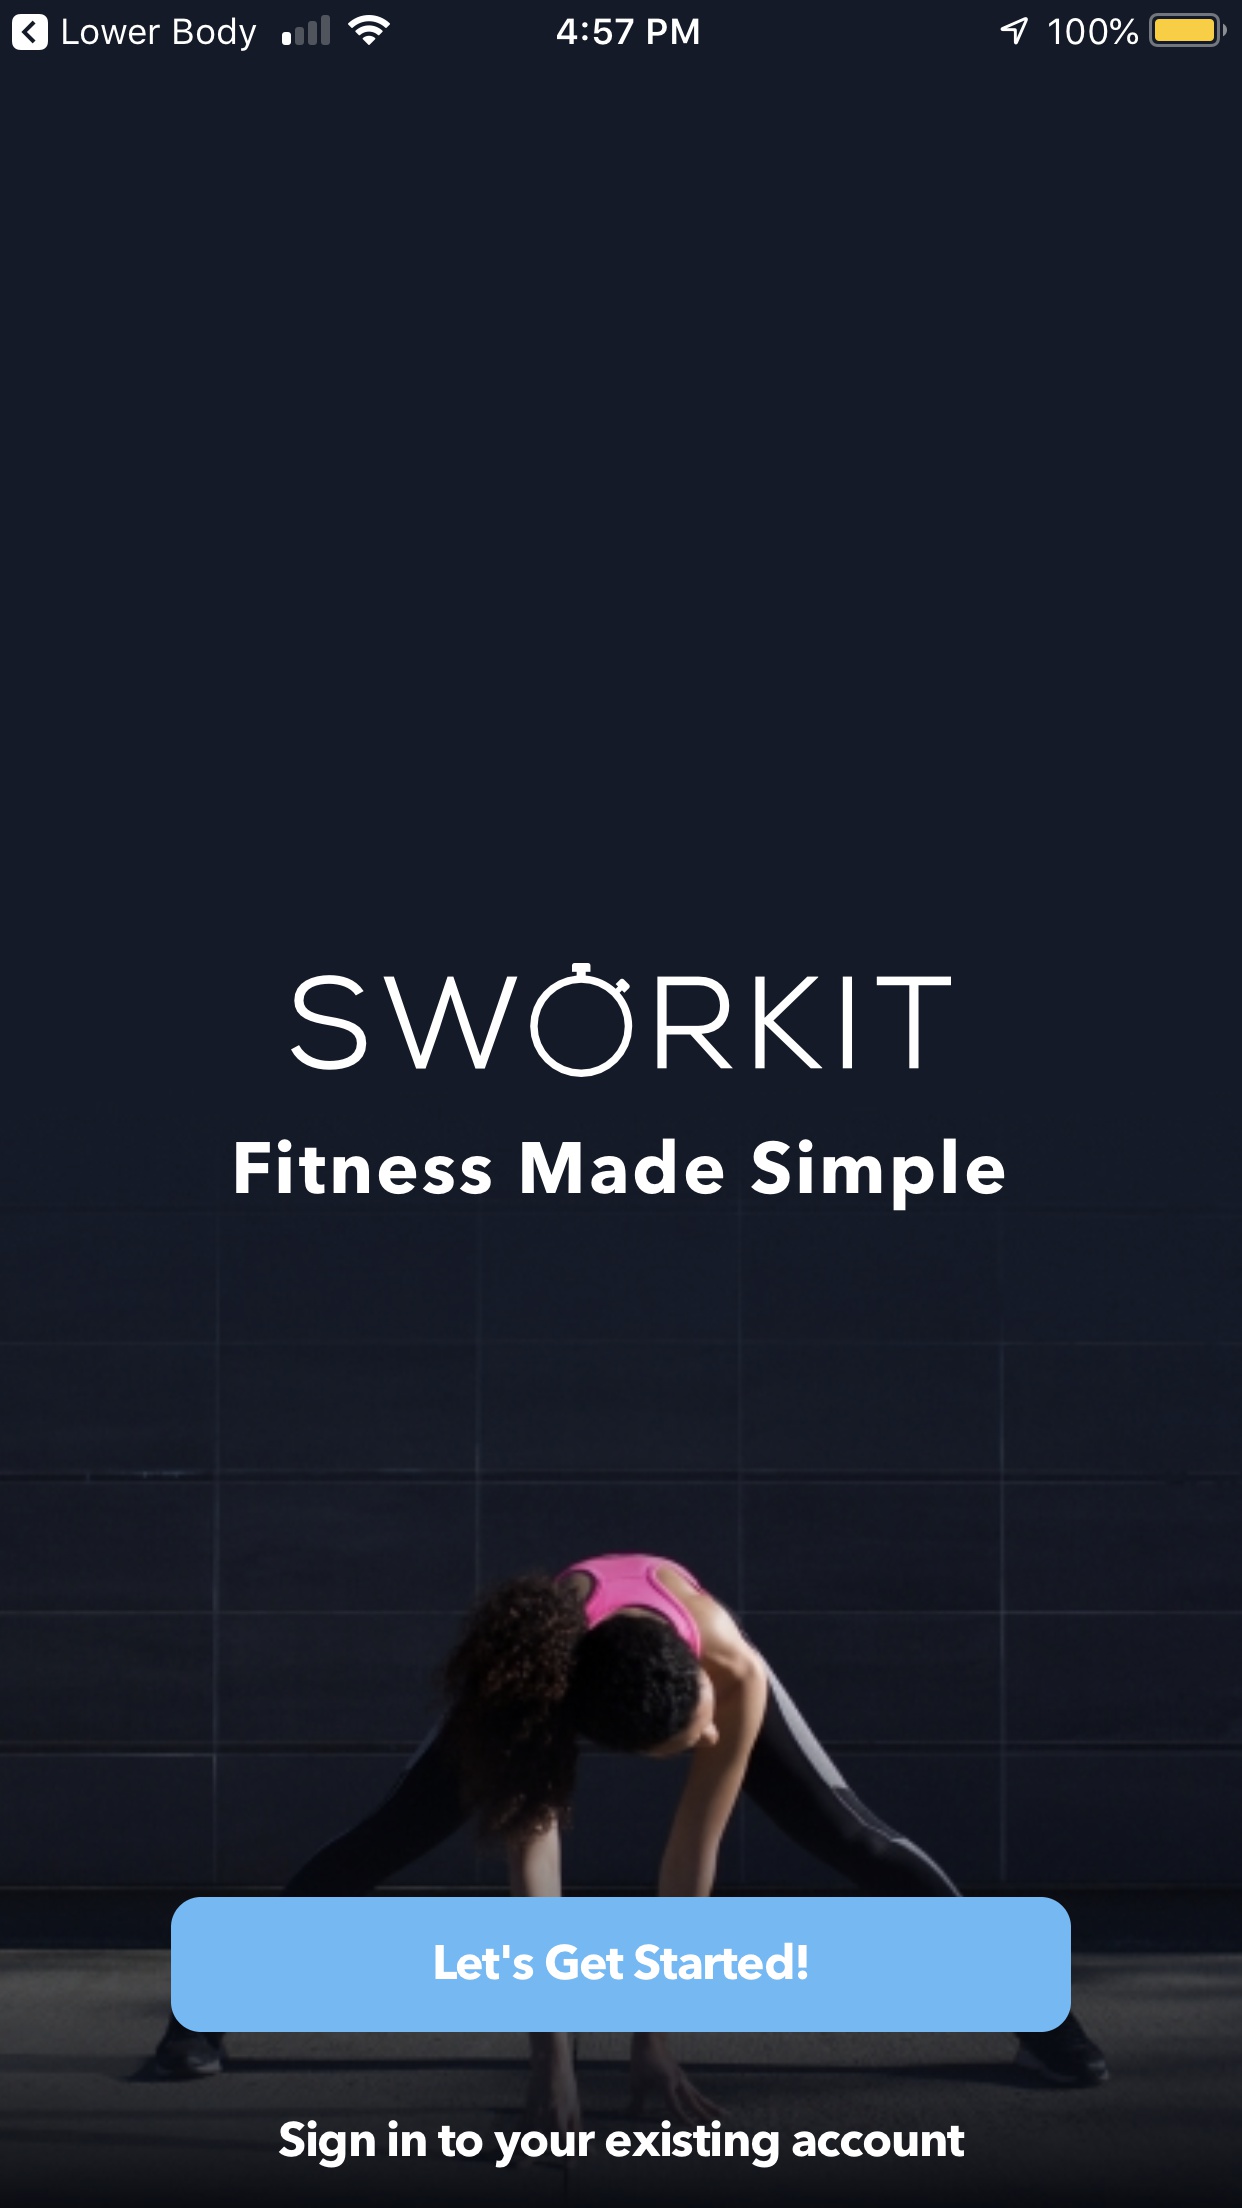 Lower Body 4:57 PM 100%
SWORKIT
Fitness Made Simple
Let's Get Started!
Sign in to your existing account